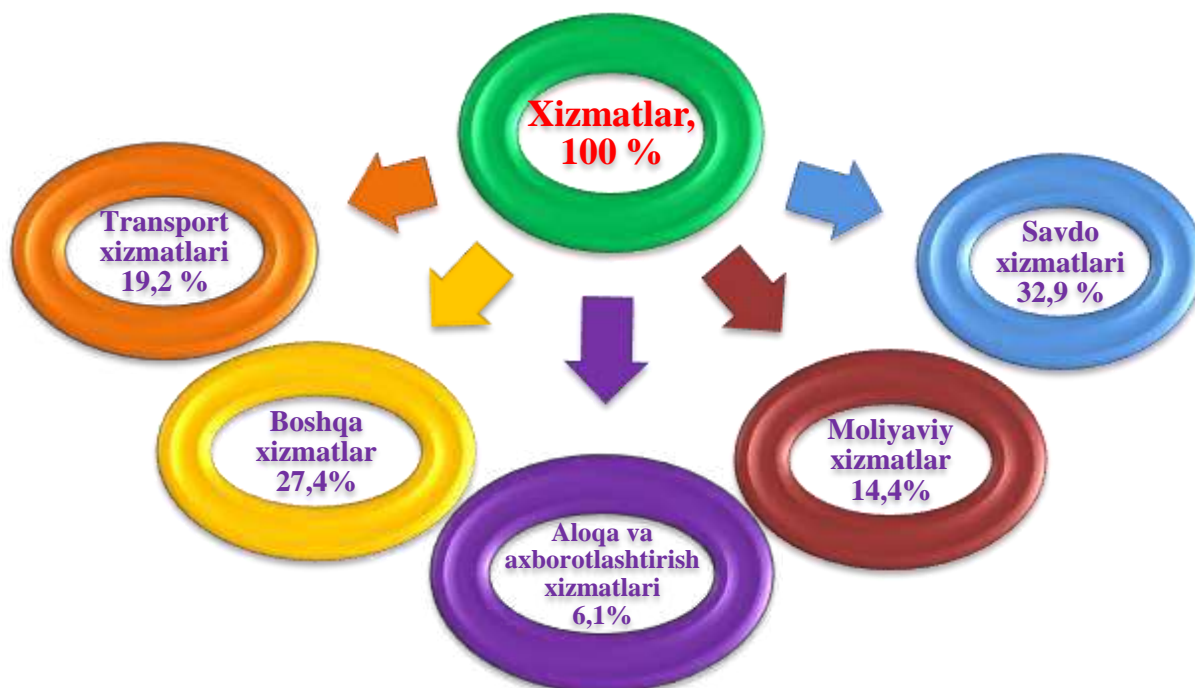 Xizmatlar,
100 %
Transport
xizmatlari
19,2 %
Savdo
xizmatlari
32,9 %
Boshqa
xizmatlar
27,4%
Moliyaviy
xizmatlar
14,4%
Aloqa va
axborotlashtirish
xizmatlari
6,1%